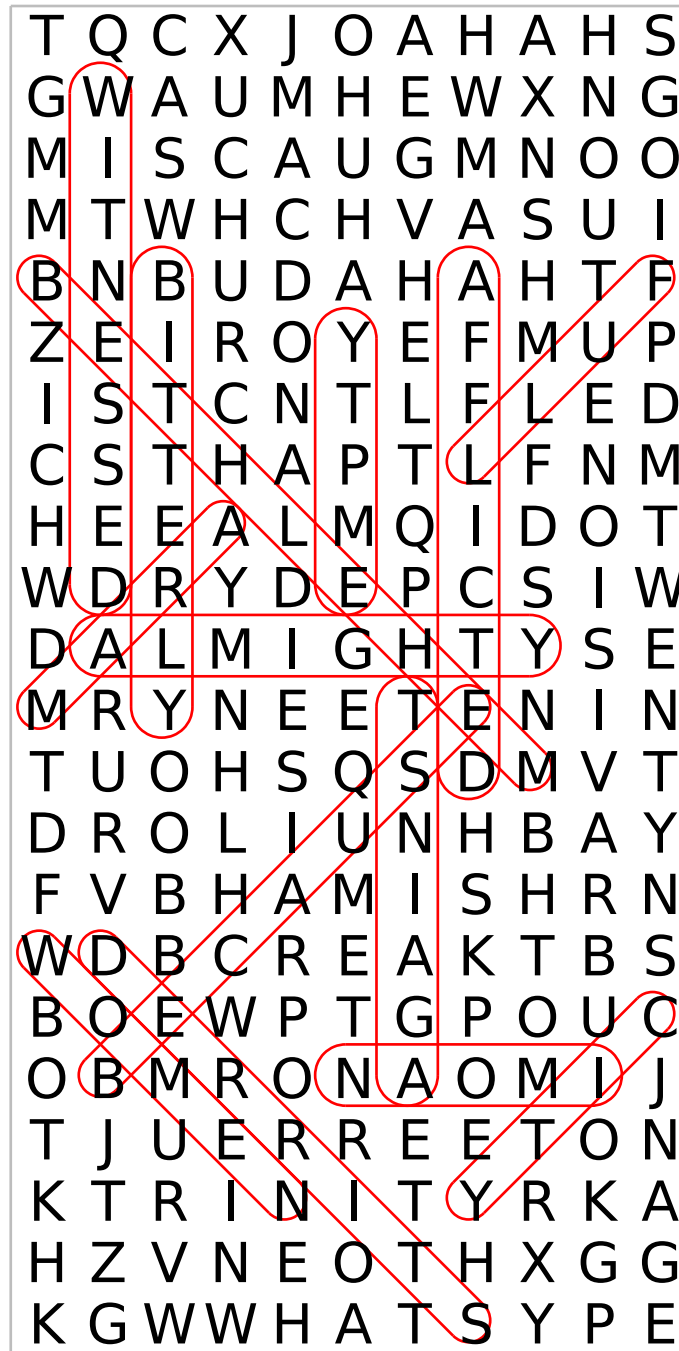 T Q C X J O A H A H S
G W A U M H E W X N G
M I S C A U G M N O O
M T W H C H V A S U I
B N B U D A H A H T F
Z E I R O Y E F M U P
I S T C N T L F L E D
C S T H A P T L F N M
H E E A L M Q I D O T
W D R Y D E P C S I W
D A L M I G H T Y S E
M R Y N E E T E N I N
T U O H S Q S D M V T
D R O L I U N H B A Y
F V B H A M I S H R N
W D B C R E A K T B S
B O E W P T G P O U C
O B M R O N A O M I J
T J U E R R E E T O N
K T R I N I T Y R K A
H Z V N E O T H X G G
K G W W H A T S Y P E